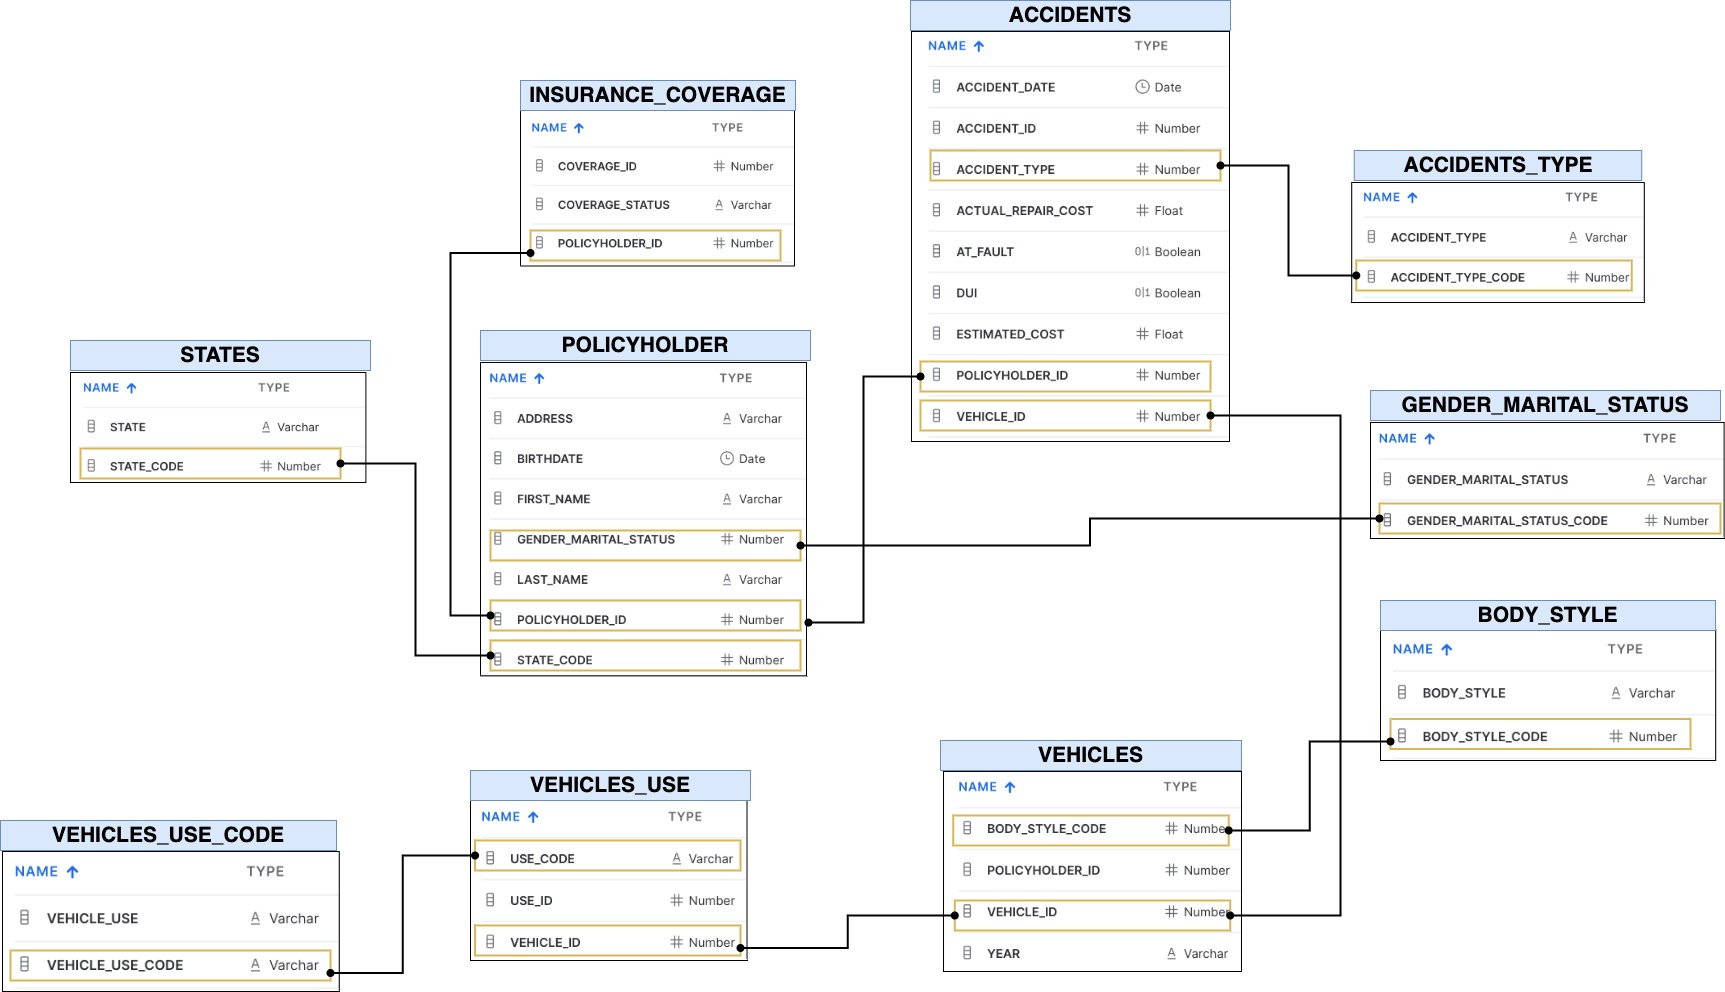 ACCIDENTS
NAME ↑ TYPE
ACCIDENT_DATE Date
ACCIDENT_ID # Number
ACCIDENT_TYPE # Number
ACTUAL_REPAIR_COST # Float
AT_FAULT 0|1 Boolean
DUI 0|1 Boolean
ESTIMATED_COST # Float
POLICYHOLDER_ID # Number
VEHICLE_ID # Number
INSURANCE_COVERAGE
NAME ↑ TYPE
COVERAGE_ID # Number
COVERAGE_STATUS A Varchar
POLICYHOLDER_ID # Number
ACCIDENTS_TYPE
NAME ↑ TYPE
ACCIDENT_TYPE A Varchar
ACCIDENT_TYPE_CODE # Number
STATES
NAME ↑ TYPE
STATE A Varchar
STATE_CODE # Number
POLICYHOLDER
NAME ↑ TYPE
ADDRESS A Varchar
BIRTHDATE Date
FIRST_NAME A Varchar
GENDER_MARITAL_STATUS # Number
LAST_NAME A Varchar
POLICYHOLDER_ID # Number
STATE_CODE # Number
GENDER_MARITAL_STATUS
NAME ↑ TYPE
GENDER_MARITAL_STATUS A Varchar
GENDER_MARITAL_STATUS_CODE # Number
BODY_STYLE
NAME ↑ TYPE
BODY_STYLE A Varchar
BODY_STYLE_CODE # Number
VEHICLES
NAME ↑ TYPE
BODY_STYLE_CODE # Numbe
POLICYHOLDER_ID # Number
VEHICLE_ID # Number
YEAR A Varchar
VEHICLES_USE
NAME ↑ TYPE
USE_CODE A Varchar
USE_ID # Number
VEHICLE_ID # Number
VEHICLES_USE_CODE
NAME ↑ TYPE
VEHICLE_USE A Varchar
VEHICLE_USE_CODE A Varchar